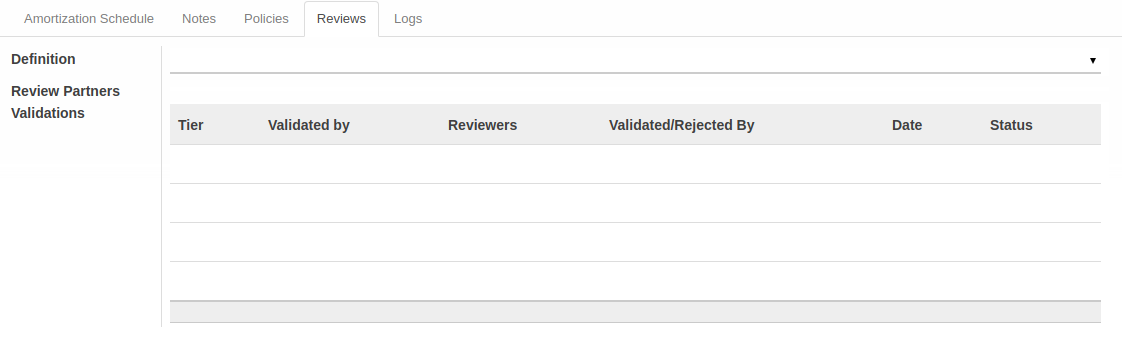 Amortization Schedule Notes Policies Reviews Logs
Definition
Review Partners
Validations
Tier Validated by Reviewers Validated/Rejected By Date Status